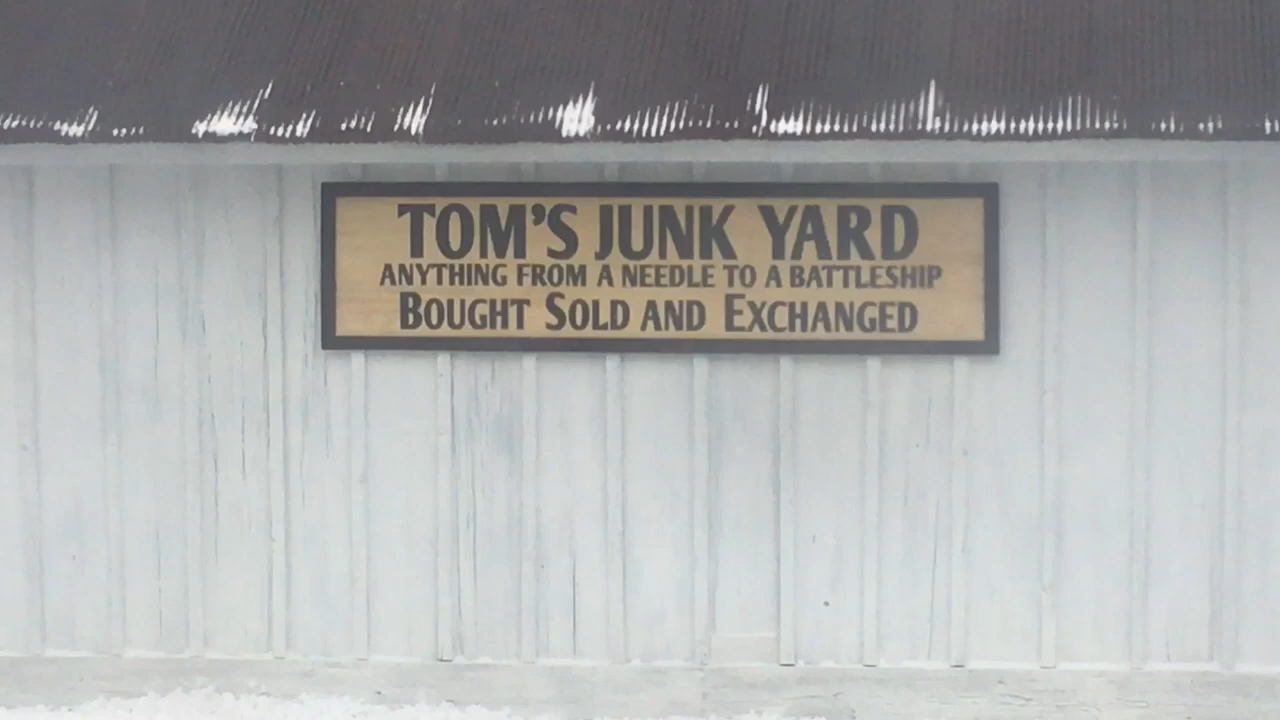 TOM'S JUNK YARD
ANYTHING FROM A NEEDLE TO A BATTLESHIP
BOUGHT SOLD AND EXCHANGED